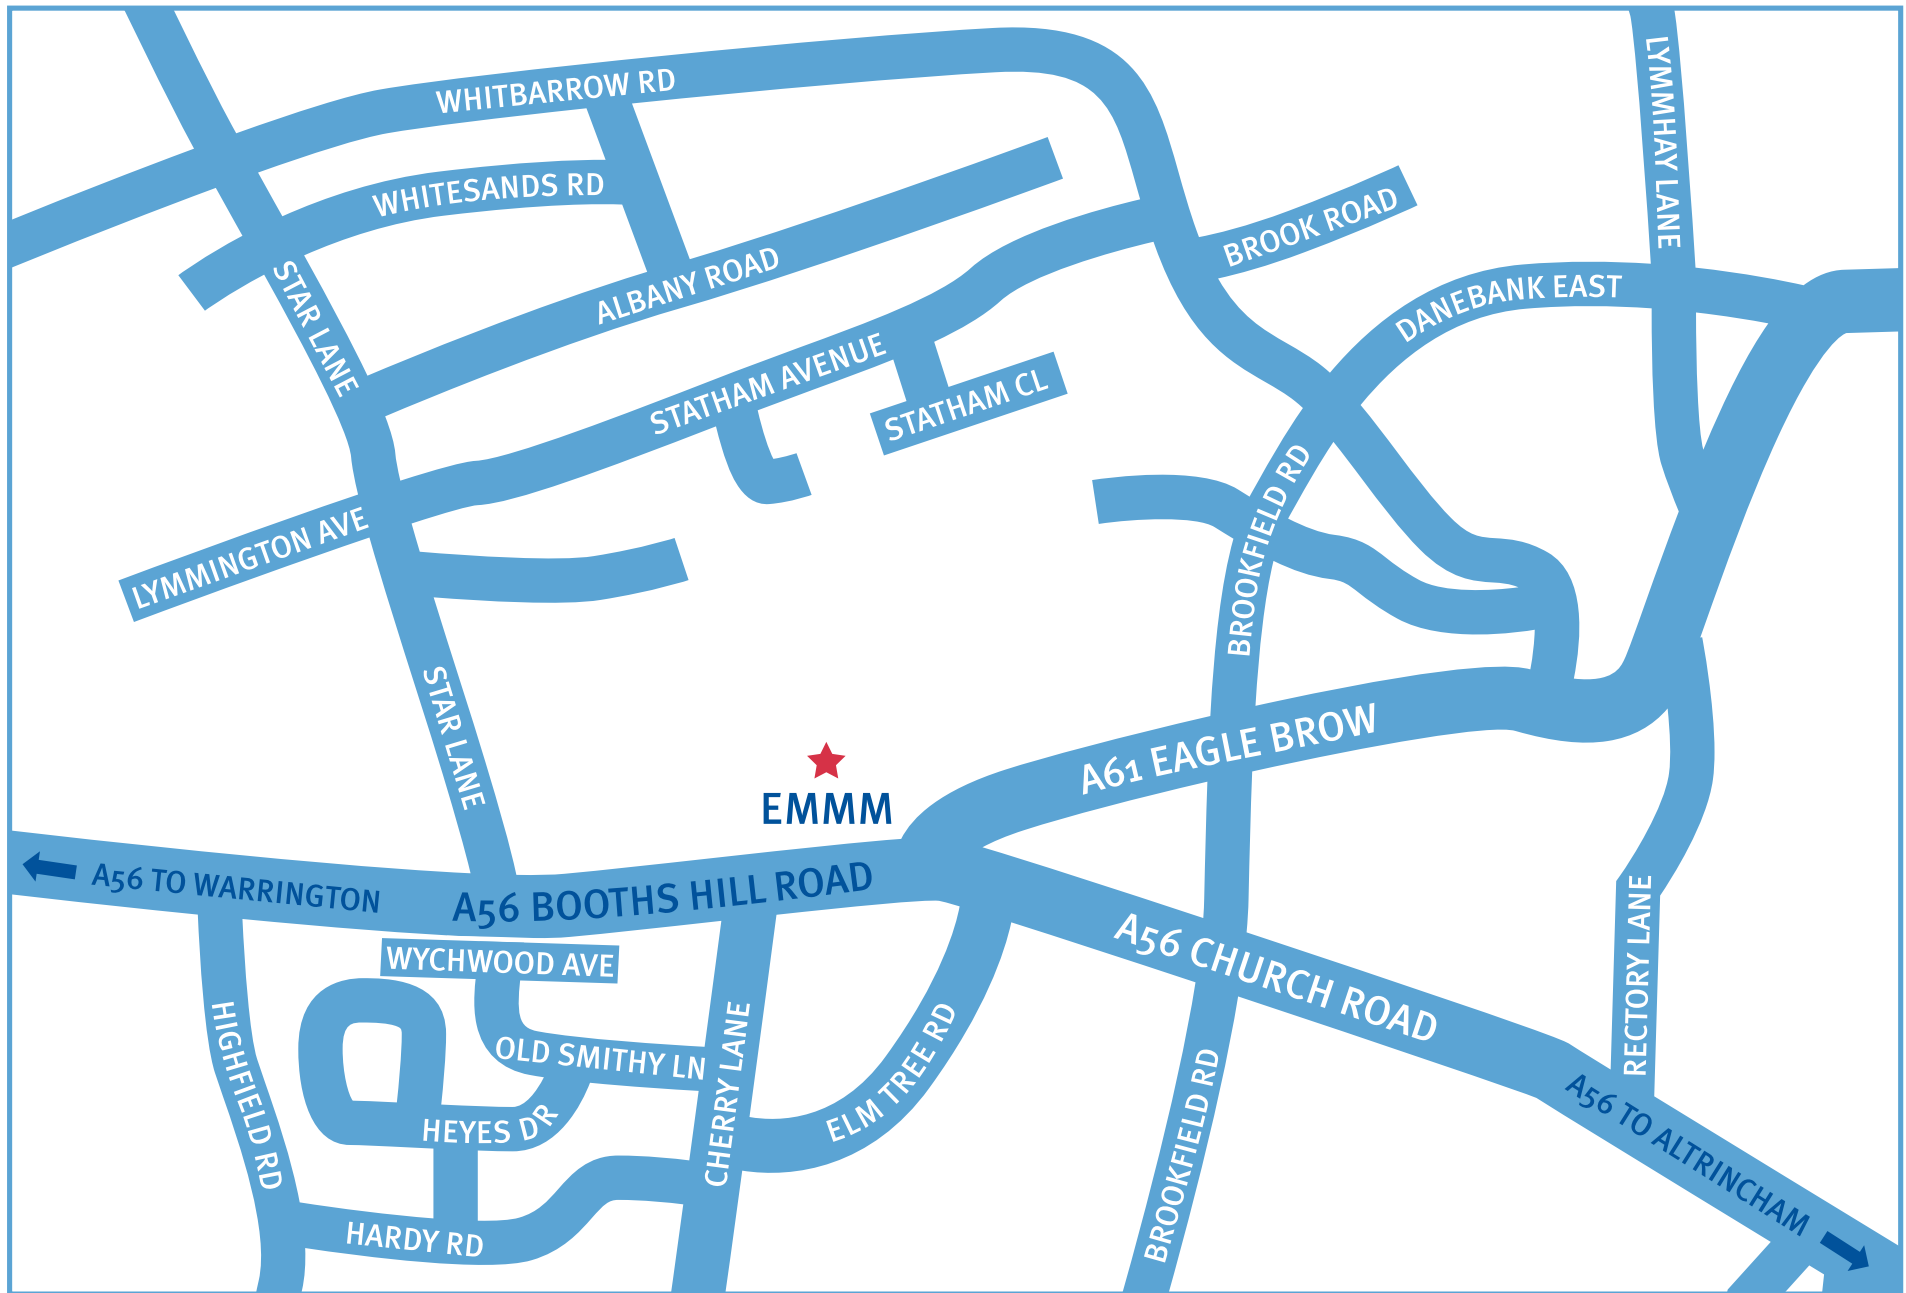 WHITBARROW RD
LYMMHAY LANE
WHITESANDS RD
BROOK ROAD
STAR LANE
ALBANY ROAD
DANEBANK EAST
STATHAM AVENUE
STATHAM CL
BROOKFIELD RD
LYMMINGTON AVE
STAR LANE
A61 EAGLE BROW
EMMM
A56 TO WARRINGTON
A56 BOOTHS HILL ROAD
A56 CHURCH ROAD
RECTORY LANE
WYCHWOOD AVE
HIGHFIELD RD
OLD SMITHY LN
CHERRY LANE
ELM TREE RD
BROOKFIELD RD
HEYES DR
A56 TO ALTRINCHAM
HARDY RD